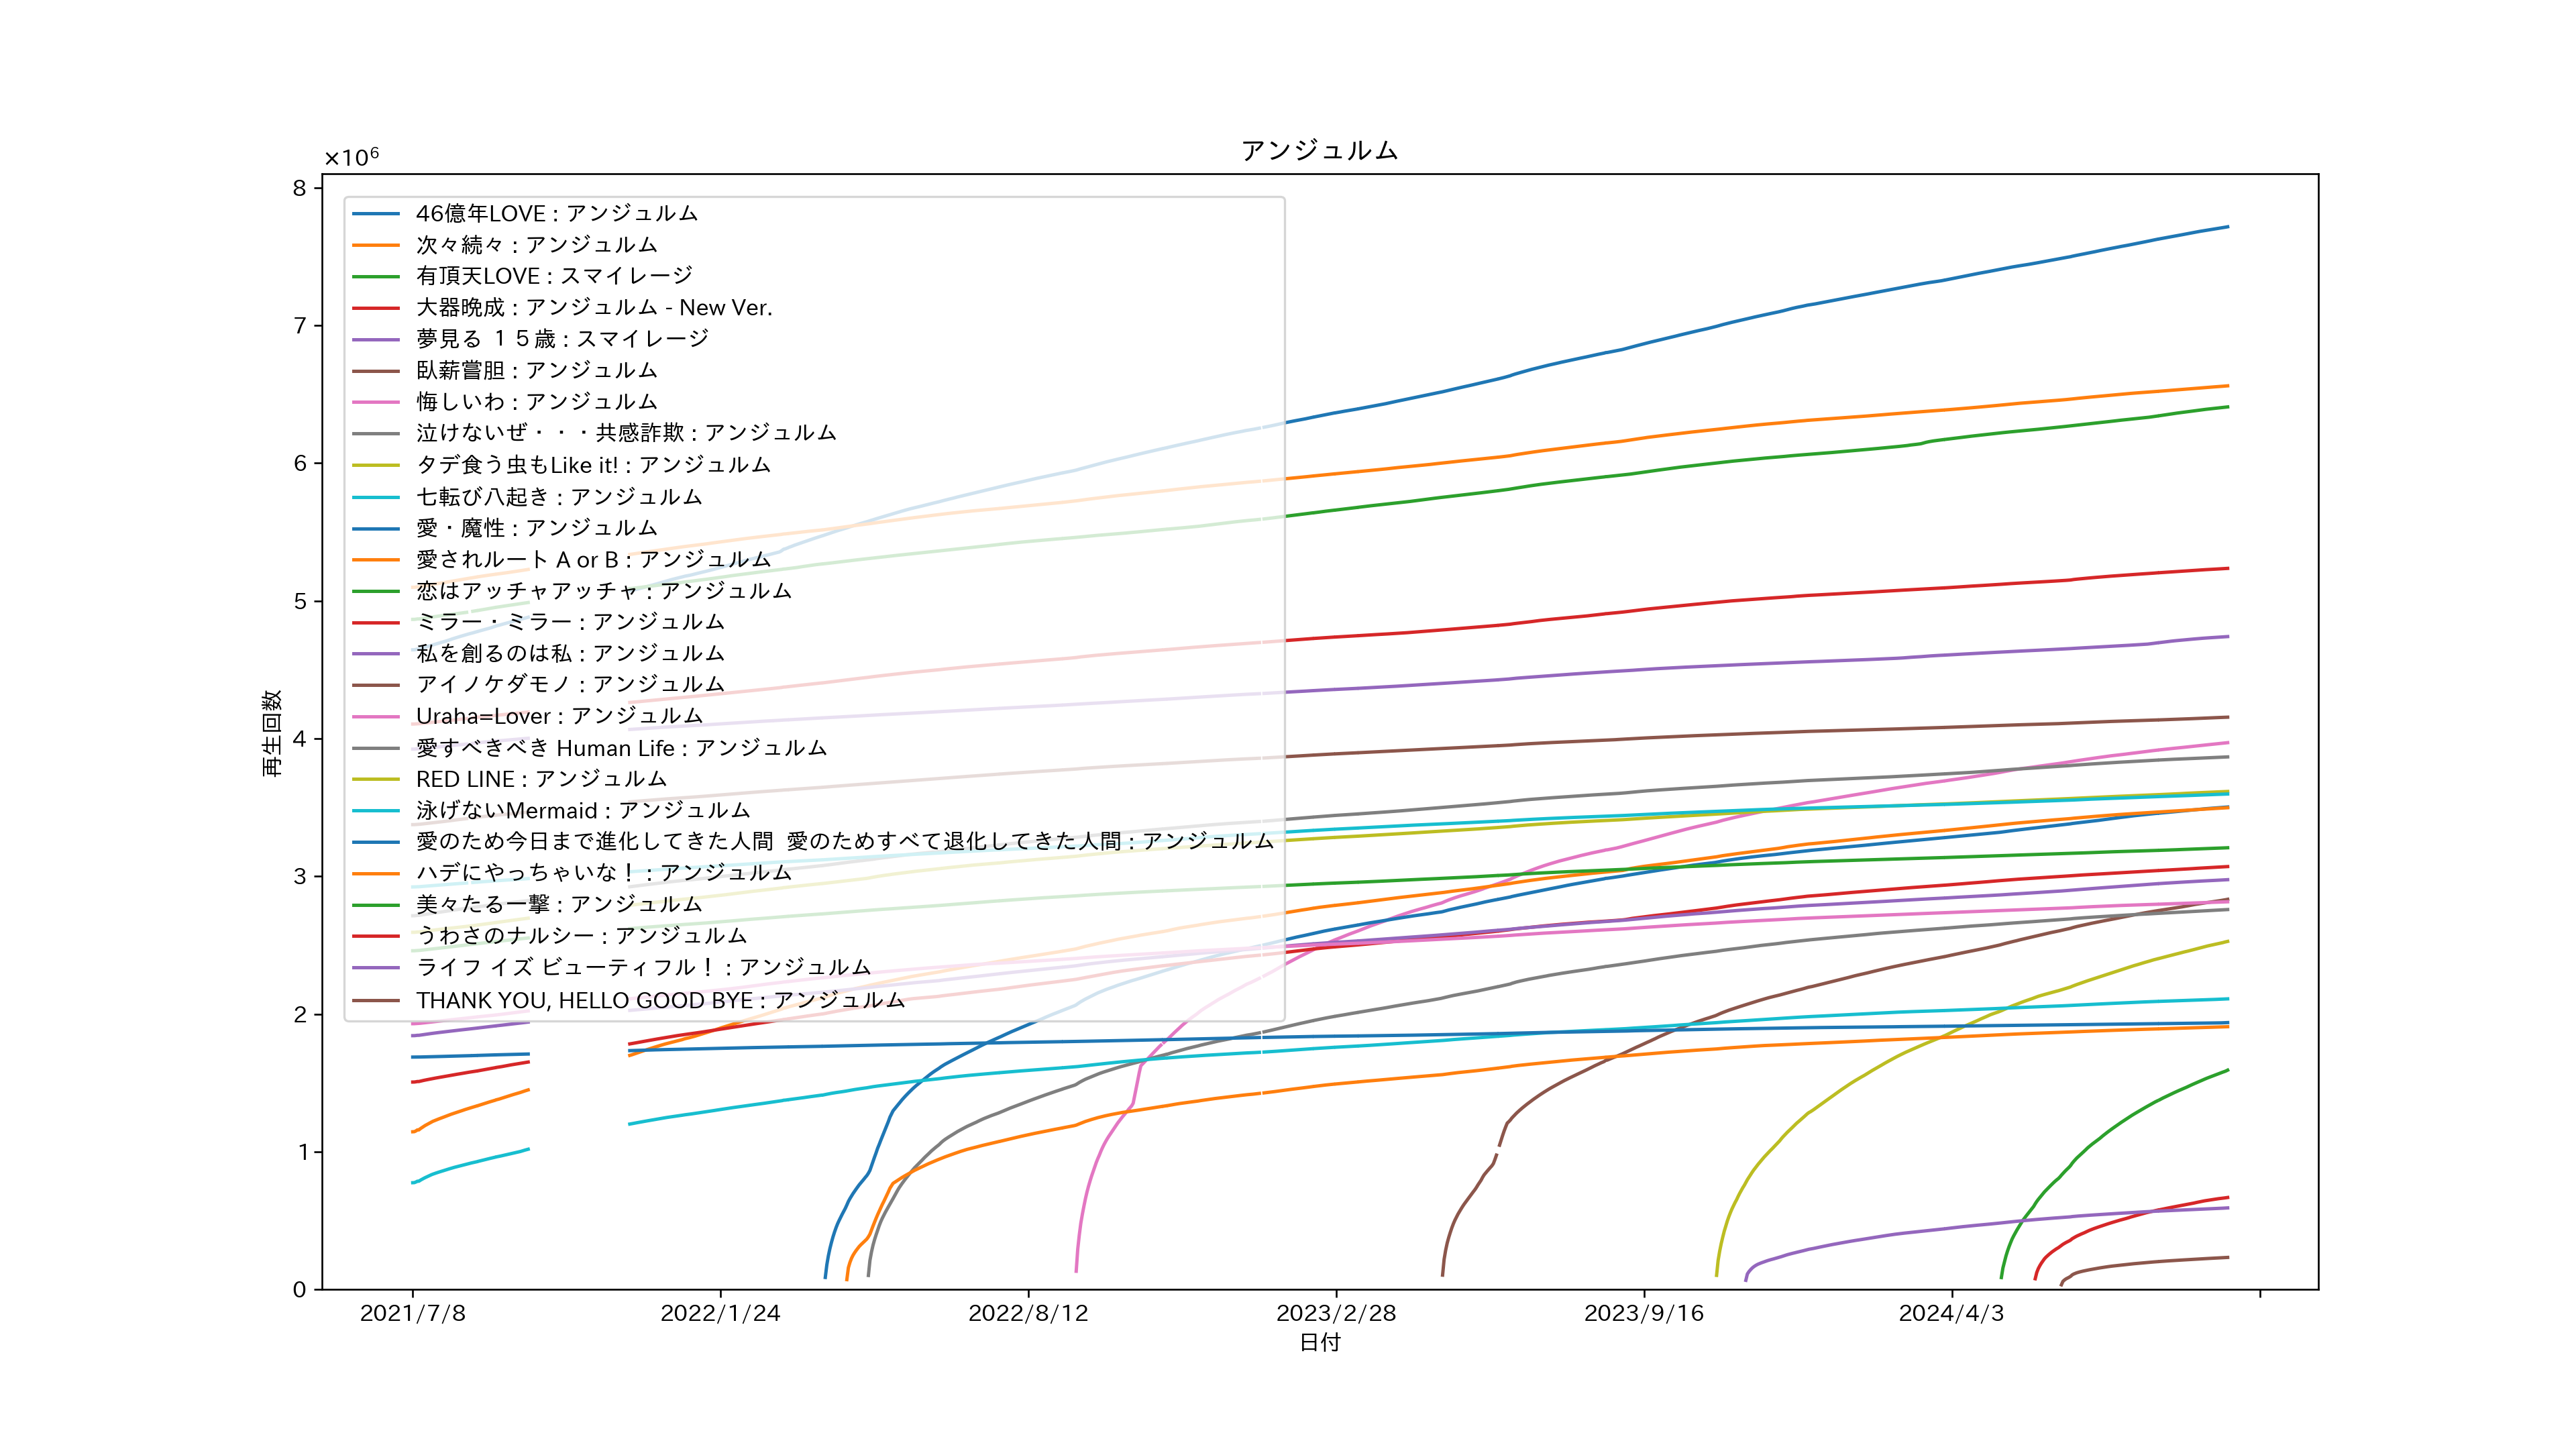 アンジュルム
×10⁶
8
7
6
5
4
3
2
1
0
再生回数
46億年LOVE : アンジュルム
次々続々 : アンジュルム
有頂天LOVE : スマイレージ
大器晩成 : アンジュルム - New Ver.
夢見る １５歳 : スマイレージ
臥薪嘗胆 : アンジュルム
悔しいわ : アンジュルム
泣けないぜ・・・共感詐欺 : アンジュルム
タデ食う虫もLike it! : アンジュルム
七転び八起き : アンジュルム
愛・魔性 : アンジュルム
愛されルート A or B : アンジュルム
恋はアッチャアッチャ : アンジュルム
ミラー・ミラー : アンジュルム
私を創るのは私 : アンジュルム
アイノケダモノ : アンジュルム
Uraha=Lover : アンジュルム
愛すべきべき Human Life : アンジュルム
RED LINE : アンジュルム
泳げないMermaid : アンジュルム
愛のため今日まで進化してきた人間 愛のためすべて退化してきた人間 : アンジュルム
ハデにやっちゃいな！ : アンジュルム
美々たる一撃 : アンジュルム
うわさのナルシー : アンジュルム
ライフ イズ ビューティフル！ : アンジュルム
THANK YOU, HELLO GOOD BYE : アンジュルム
2021/7/8 2022/1/24 2022/8/12 2023/2/28 2023/9/16 2024/4/3
日付